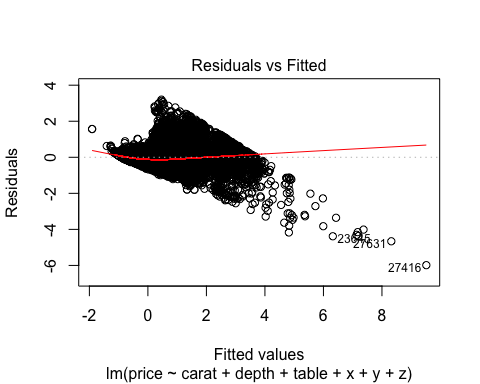 Residuals vs Fitted
Residuals
4
2
0
-2
-4
-6
23645
27631
27416
-2 0 2 4 6 8
Fitted values
lm(price ~ carat + depth + table + x + y + z)